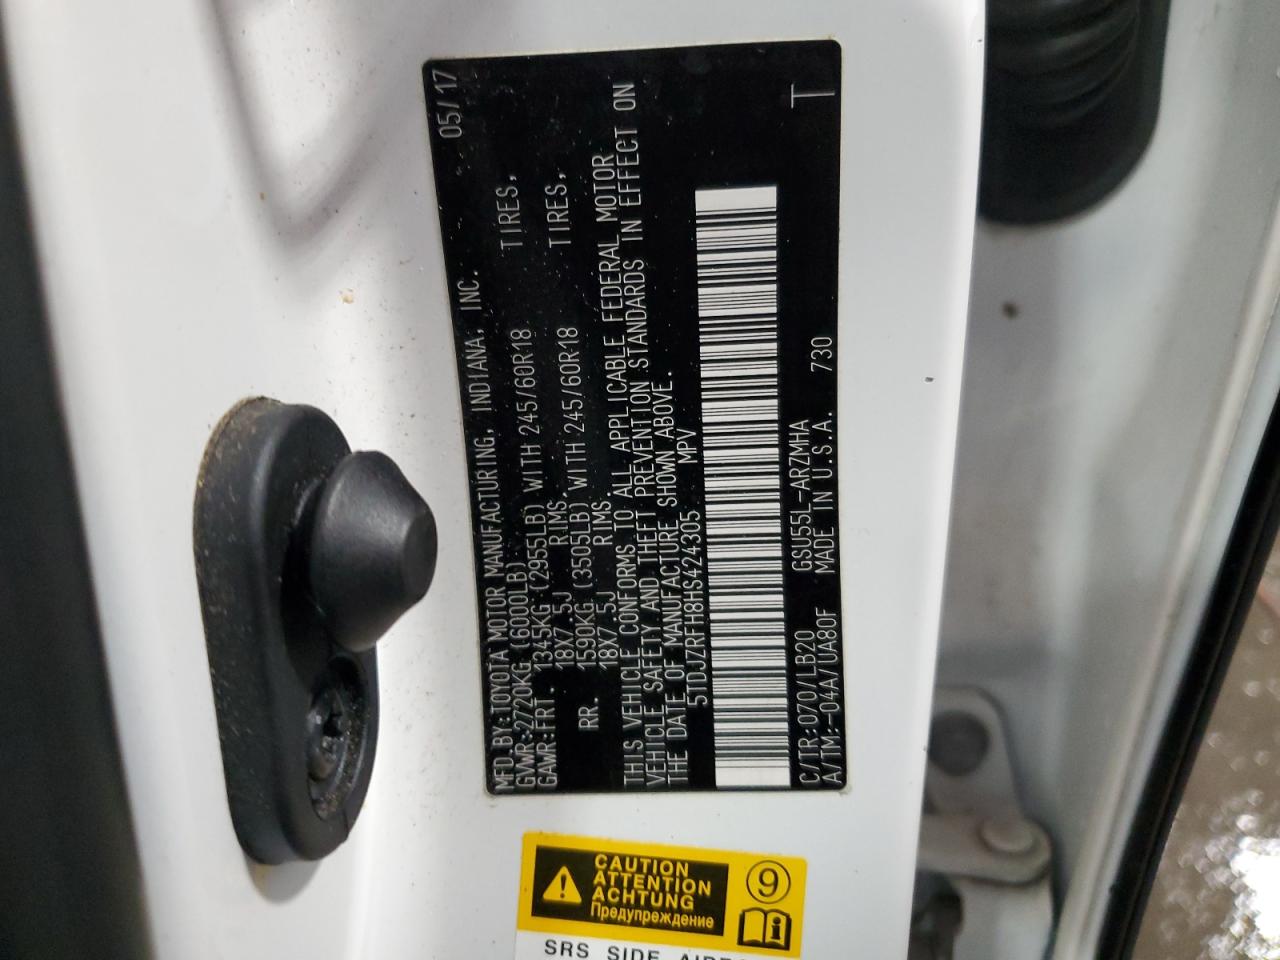 MFD.BY:TOYOTA MOTOR MANUFACTURING, INDIANA, INC. 05/17
GVWR:2720KG (6000LB)
GAWR:FRT. 1345KG (2955LB) WITH 245/60R18 TIRES,
18X7.5J RIMS.
RR. 1590KG (3505LB) WITH 245/60R18 TIRES,
18X7.5J RIMS.
THIS VEHICLE CONFORMS TO ALL APPLICABLE FEDERAL MOTOR
VEHICLE SAFETY AND THEFT PREVENTION STANDARDS IN EFFECT ON
THE DATE OF MANUFACTURE SHOWN ABOVE.
5TDJZRFH8HS424305 MPV
C/TR:070/LB20 GSU55L-ARZMHA 730
A/TM:-04A/UA80F MADE IN U.S.A.
T
CAUTION
ATTENTION
ACHTUNG
Предупреждение
9
SRS SIDE